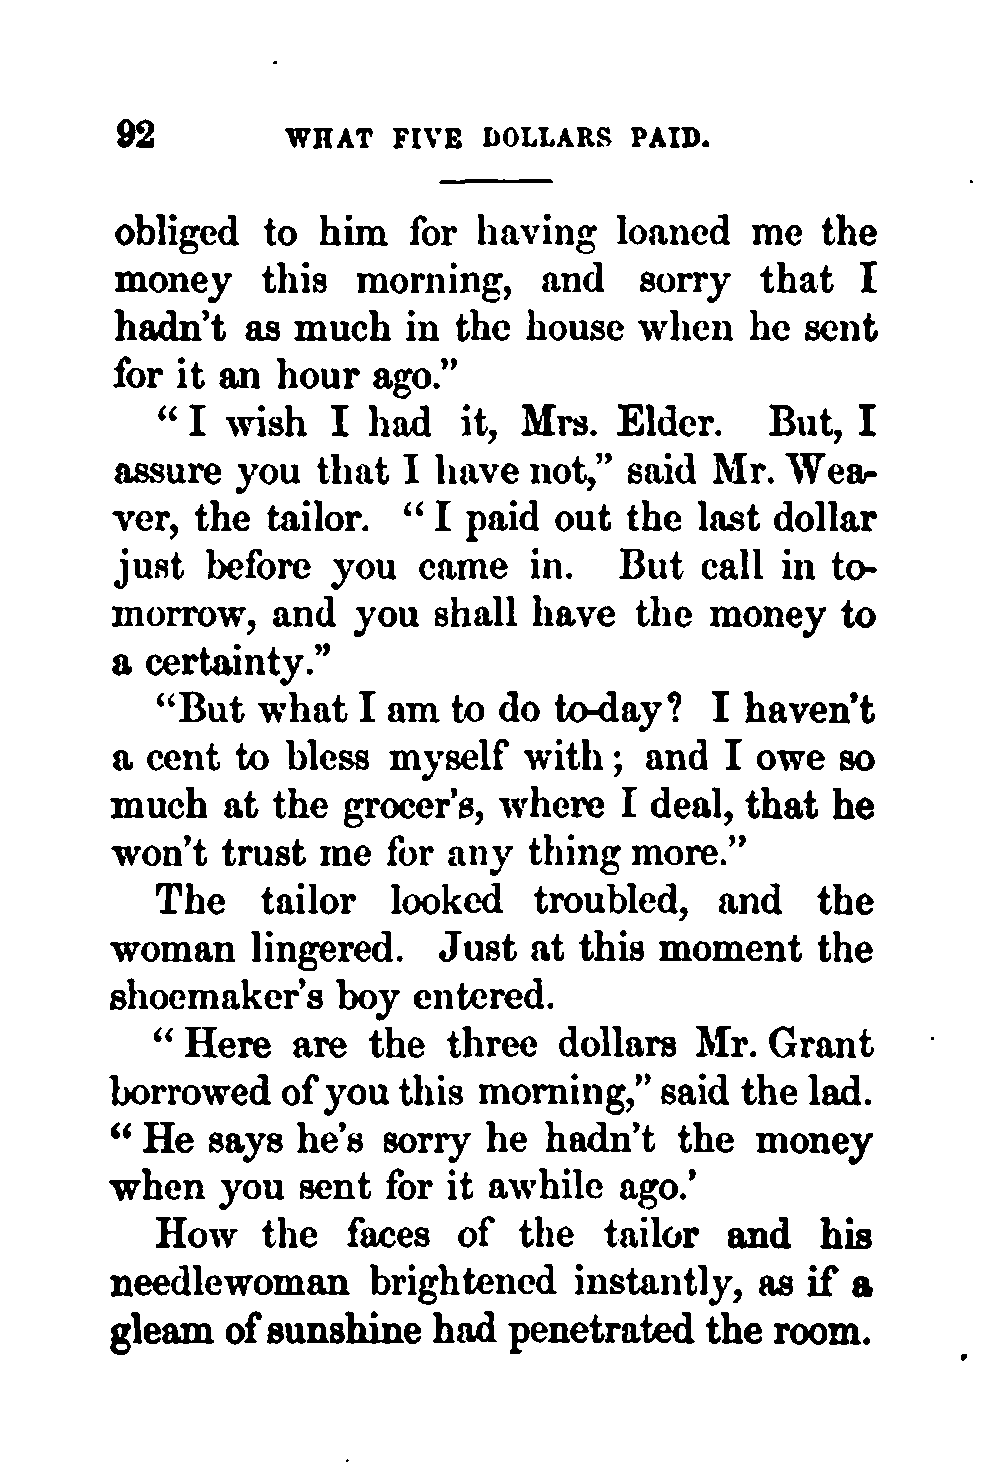 92 WHAT FIVE DOLLARS PAID.
obliged to him for having loaned me the
money this morning, and sorry that I
hadn't as much in the house when he sent
for it an hour ago."
"I wish I had it, Mrs. Elder. But, I
assure you that I have not," said Mr. Wea-
ver, the tailor. "I paid out the last dollar
just before you came in. But call in to-
morrow, and you shall have the money to
a certainty."
"But what I am to do to-day? I haven't
a cent to bless myself with; and I owe so
much at the grocer's, where I deal, that he
won't trust me for any thing more."
The tailor looked troubled, and the
woman lingered. Just at this moment the
shoemaker's boy entered.
"Here are the three dollars Mr. Grant
borrowed of you this morning," said the lad.
"He says he's sorry he hadn't the money
when you sent for it awhile ago.'
How the faces of the tailor and his
needlewoman brightened instantly, as if a
gleam of sunshine had penetrated the room.